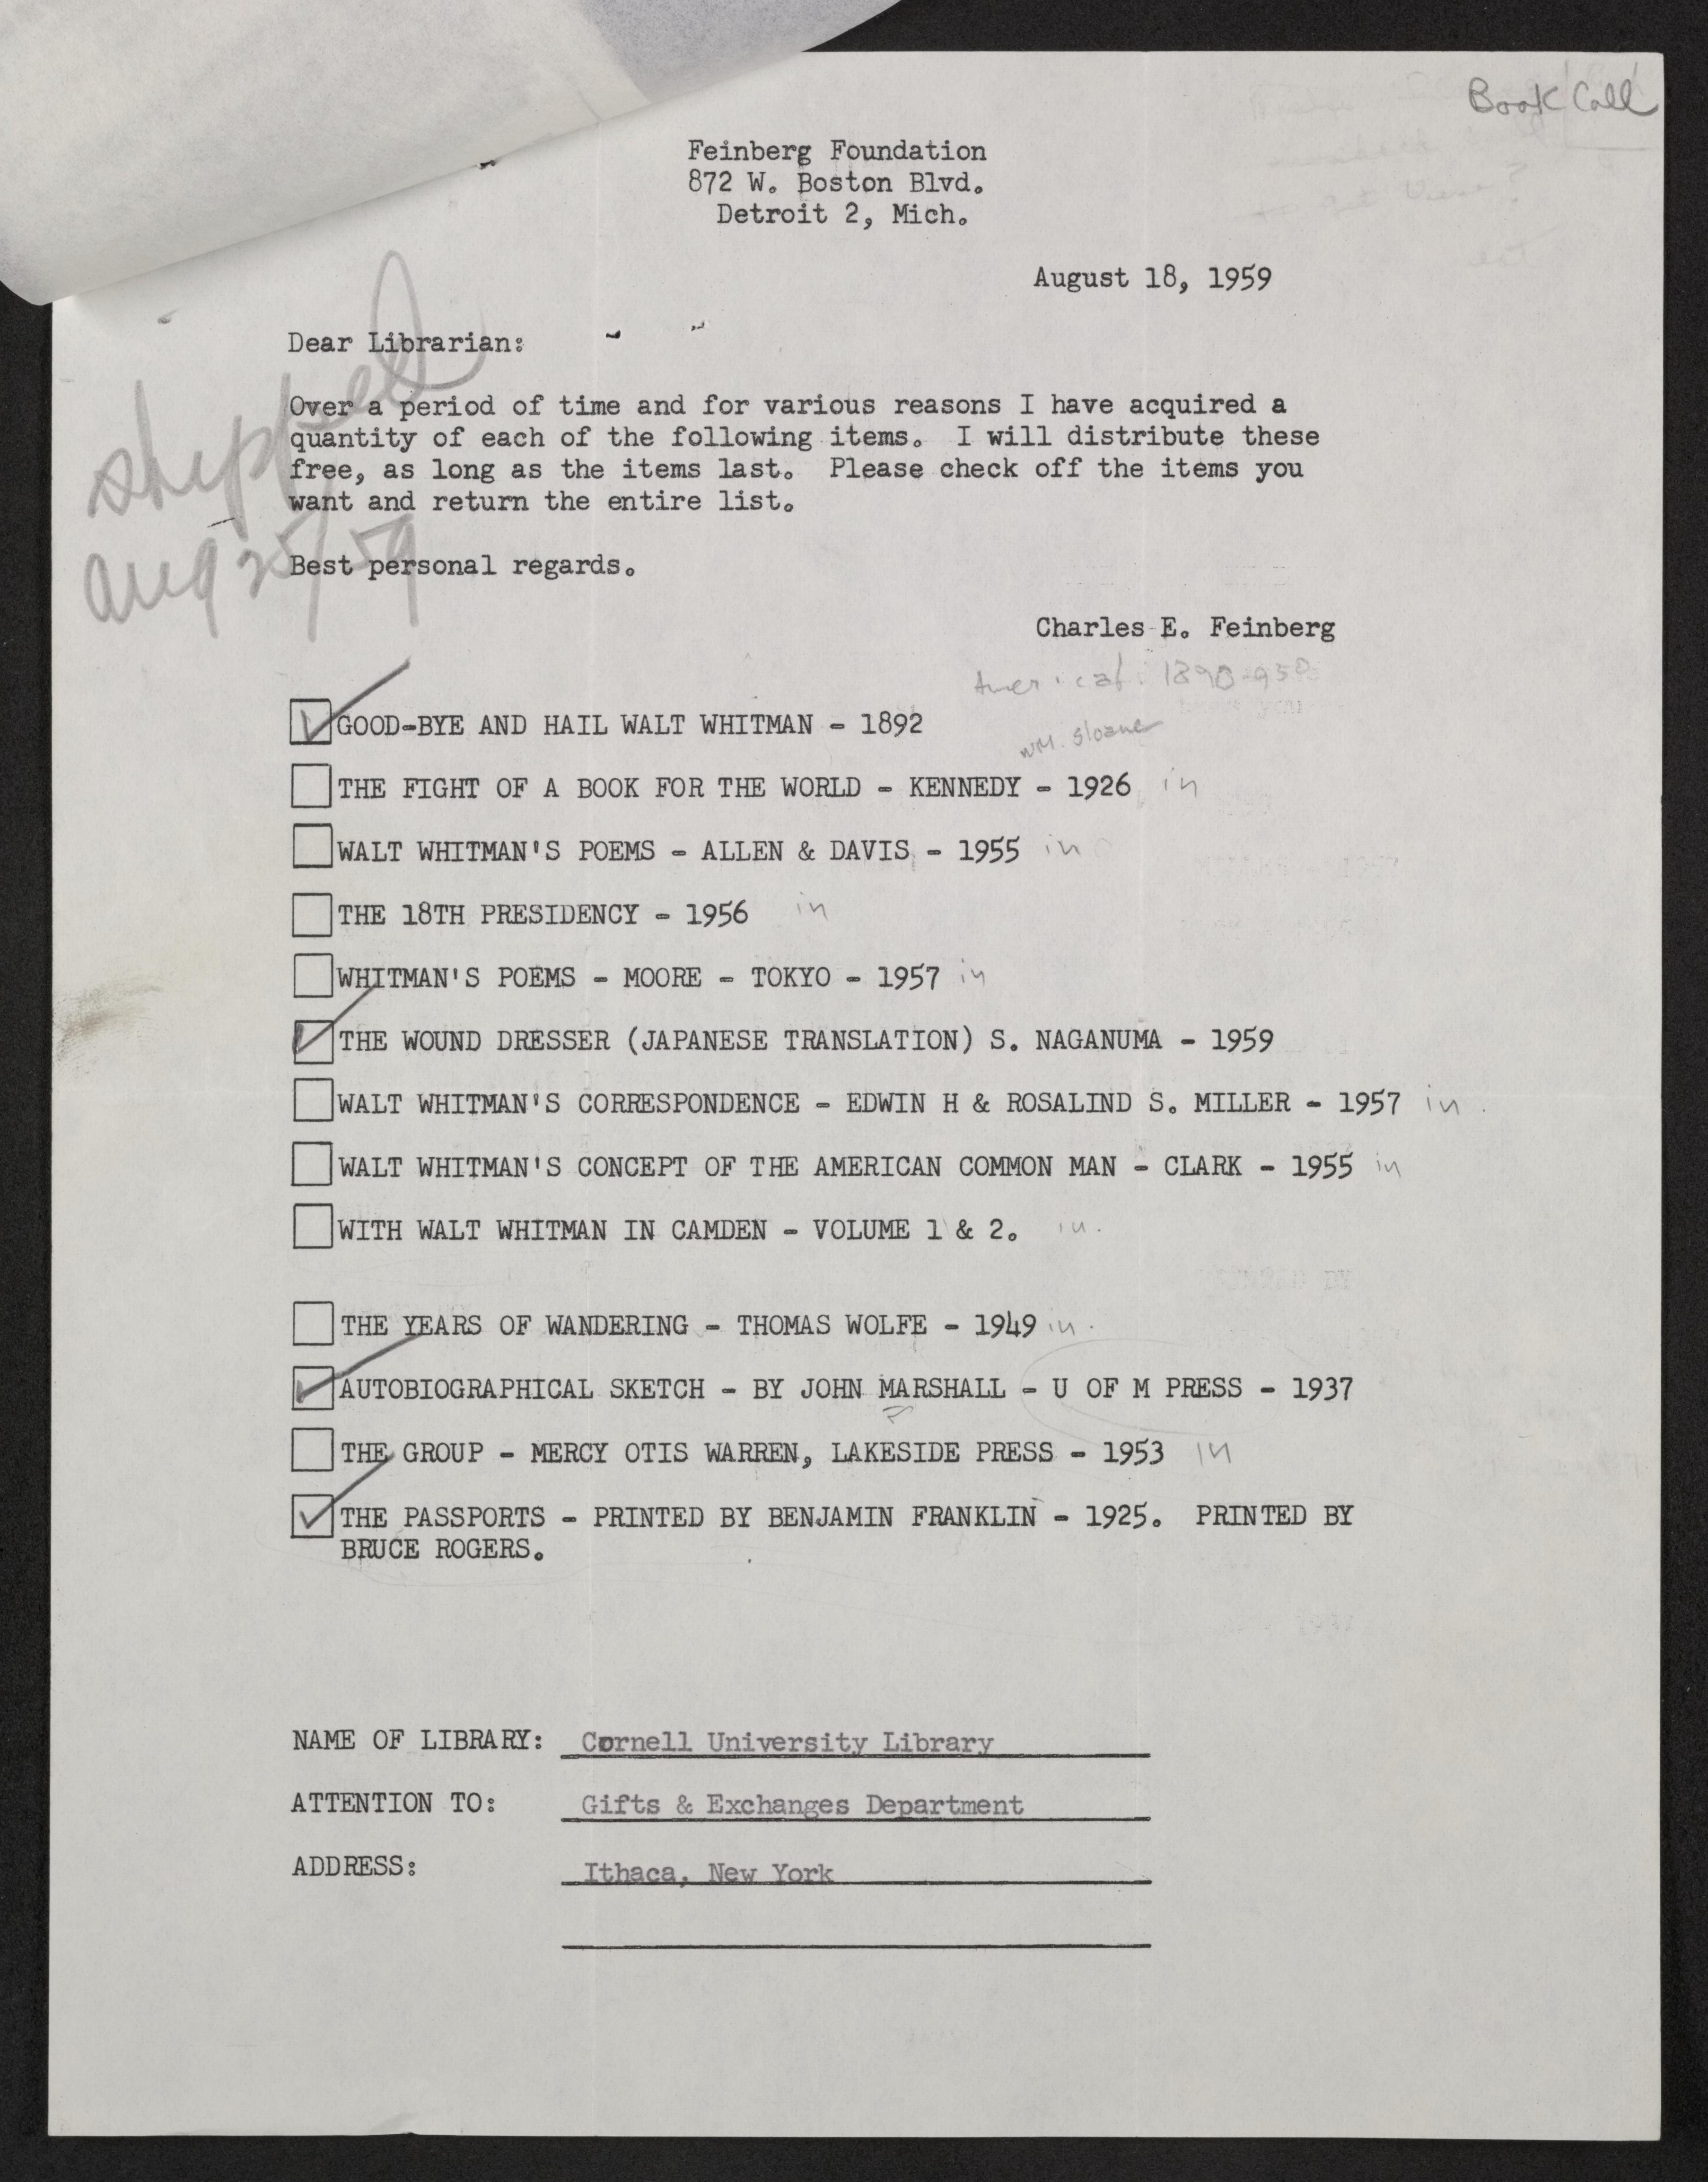 Book Coll
Feinberg Foundation
872 W. Boston Blvd.
Detroit 2, Mich.
August 18, 1959
Dear Librarian:
shipped
aug 25/59
Over a period of time and for various reasons I have acquired a
quantity of each of the following items. I will distribute these
free, as long as the items last. Please check off the items you
want and return the entire list.
Best personal regards.
Charles E. Feinberg
GOOD-BYE AND HAIL WALT WHITMAN - 1892
Wm. Sloane
THE FIGHT OF A BOOK FOR THE WORLD - KENNEDY - 1926 in
WALT WHITMAN'S POEMS - ALLEN & DAVIS - 1955 in
THE 18TH PRESIDENCY - 1956 in
WHITMAN'S POEMS - MOORE - TOKYO - 1957 in
THE WOUND DRESSER (JAPANESE TRANSLATION) S. NAGANUMA - 1959
WALT WHITMAN'S CORRESPONDENCE - EDWIN H & ROSALIND S. MILLER - 1957 in
WALT WHITMAN'S CONCEPT OF THE AMERICAN COMMON MAN - CLARK - 1955 in
WITH WALT WHITMAN IN CAMDEN - VOLUME 1 & 2. in.
THE YEARS OF WANDERING - THOMAS WOLFE - 1949 in.
AUTOBIOGRAPHICAL SKETCH - BY JOHN MARSHALL - U OF M PRESS - 1937
THE GROUP - MERCY OTIS WARREN, LAKESIDE PRESS - 1953 in
THE PASSPORTS - PRINTED BY BENJAMIN FRANKLIN - 1925. PRINTED BY
BRUCE ROGERS.
NAME OF LIBRARY: Cornell University Library
ATTENTION TO: Gifts & Exchanges Department
ADDRESS: Ithaca, New York